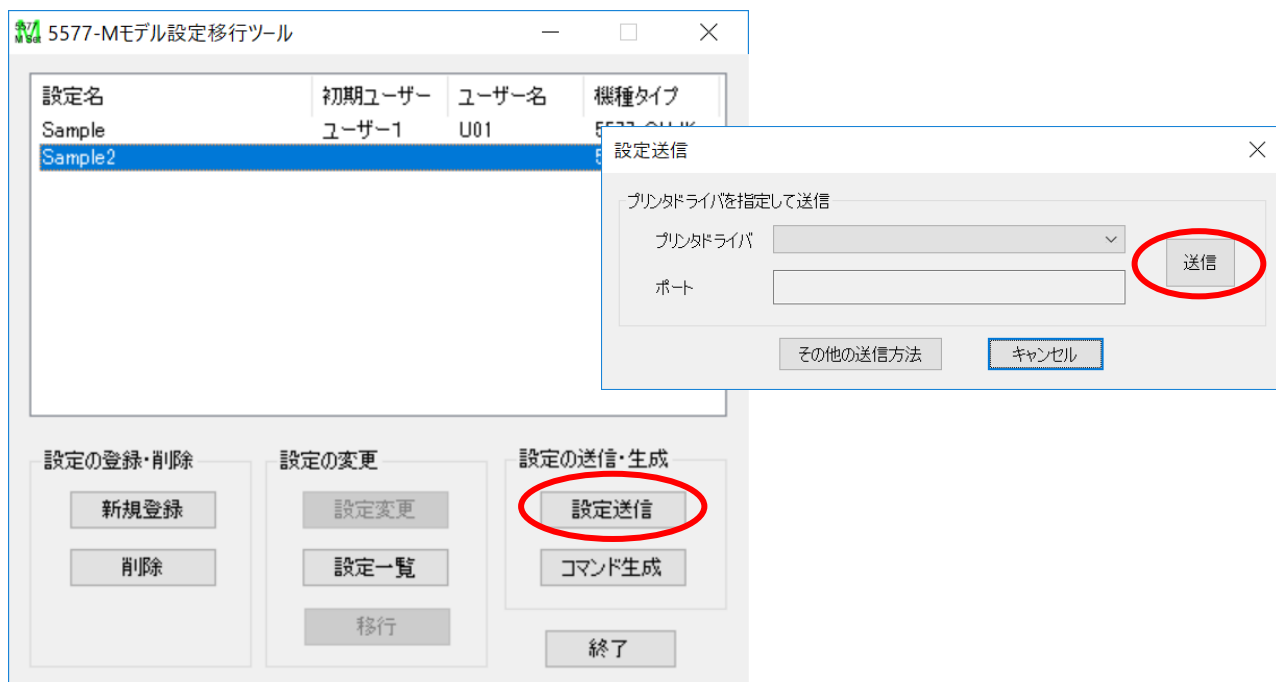 5577 M Set 5577-Mモデル設定移行ツール
設定名 初期ユーザー ユーザー名 機種タイプ
Sample ユーザー1 U01
Sample2
設定の登録・削除
新規登録
削除
設定の変更
設定変更
設定一覧
移行
設定の送信・生成
設定送信
コマンド生成
終了
設定送信
プリンタドライバを指定して送信
プリンタドライバ
ポート
送信
その他の送信方法 キャンセル